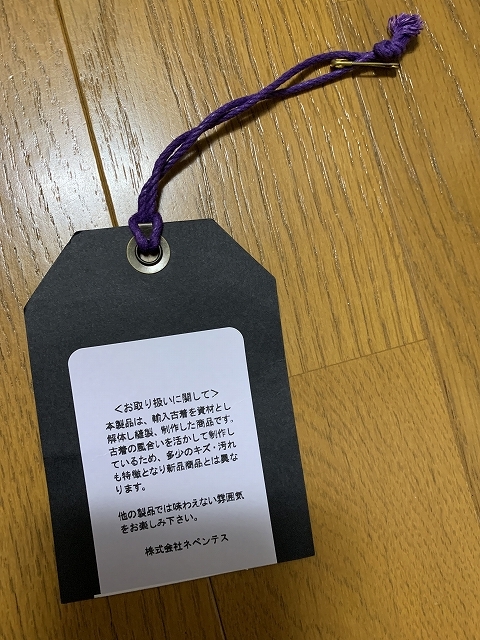 ＜お取り扱いに関して＞
本製品は、輸入古着を資材とし
解体し縫製、制作した商品です。
古着の風合いを活かして制作し
ているため、多少のキズ・汚れ
も特徴となり新品商品とは異な
ります。
他の製品では味わえない雰囲気
をお楽しみ下さい。
株式会社ネペンテス